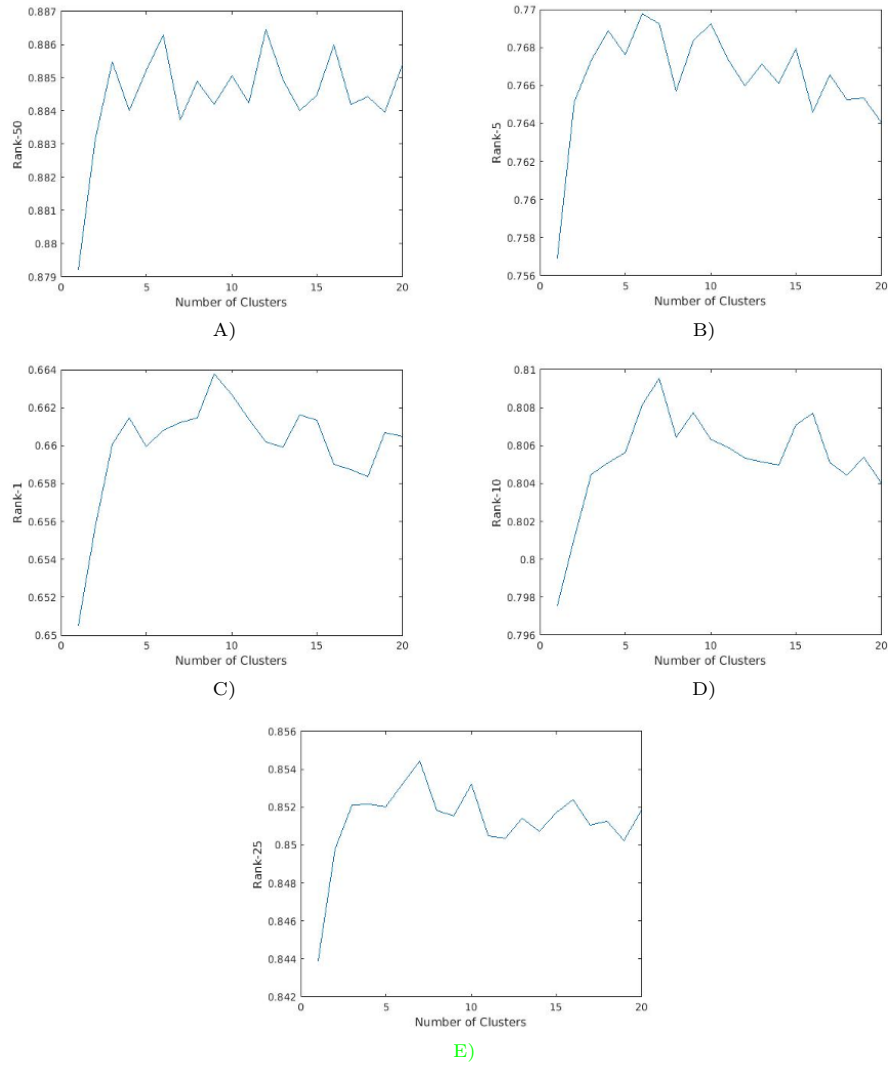 0.887
0.886
0.885
0.884
0.883
0.882
0.881
0.88
0.879
Rank-50
0 5 10 15 20
Number of Clusters
A)
0.77
0.768
0.766
0.764
0.762
0.76
0.758
0.756
Rank-5
0 5 10 15 20
Number of Clusters
B)
0.664
0.662
0.66
0.658
0.656
0.654
0.652
0.65
Rank-1
0 5 10 15 20
Number of Clusters
C)
0.81
0.808
0.806
0.804
0.802
0.8
0.798
0.796
Rank-10
0 5 10 15 20
Number of Clusters
D)
0.856
0.854
0.852
0.85
0.848
0.846
0.844
0.842
Rank-25
0 5 10 15 20
Number of Clusters
E)